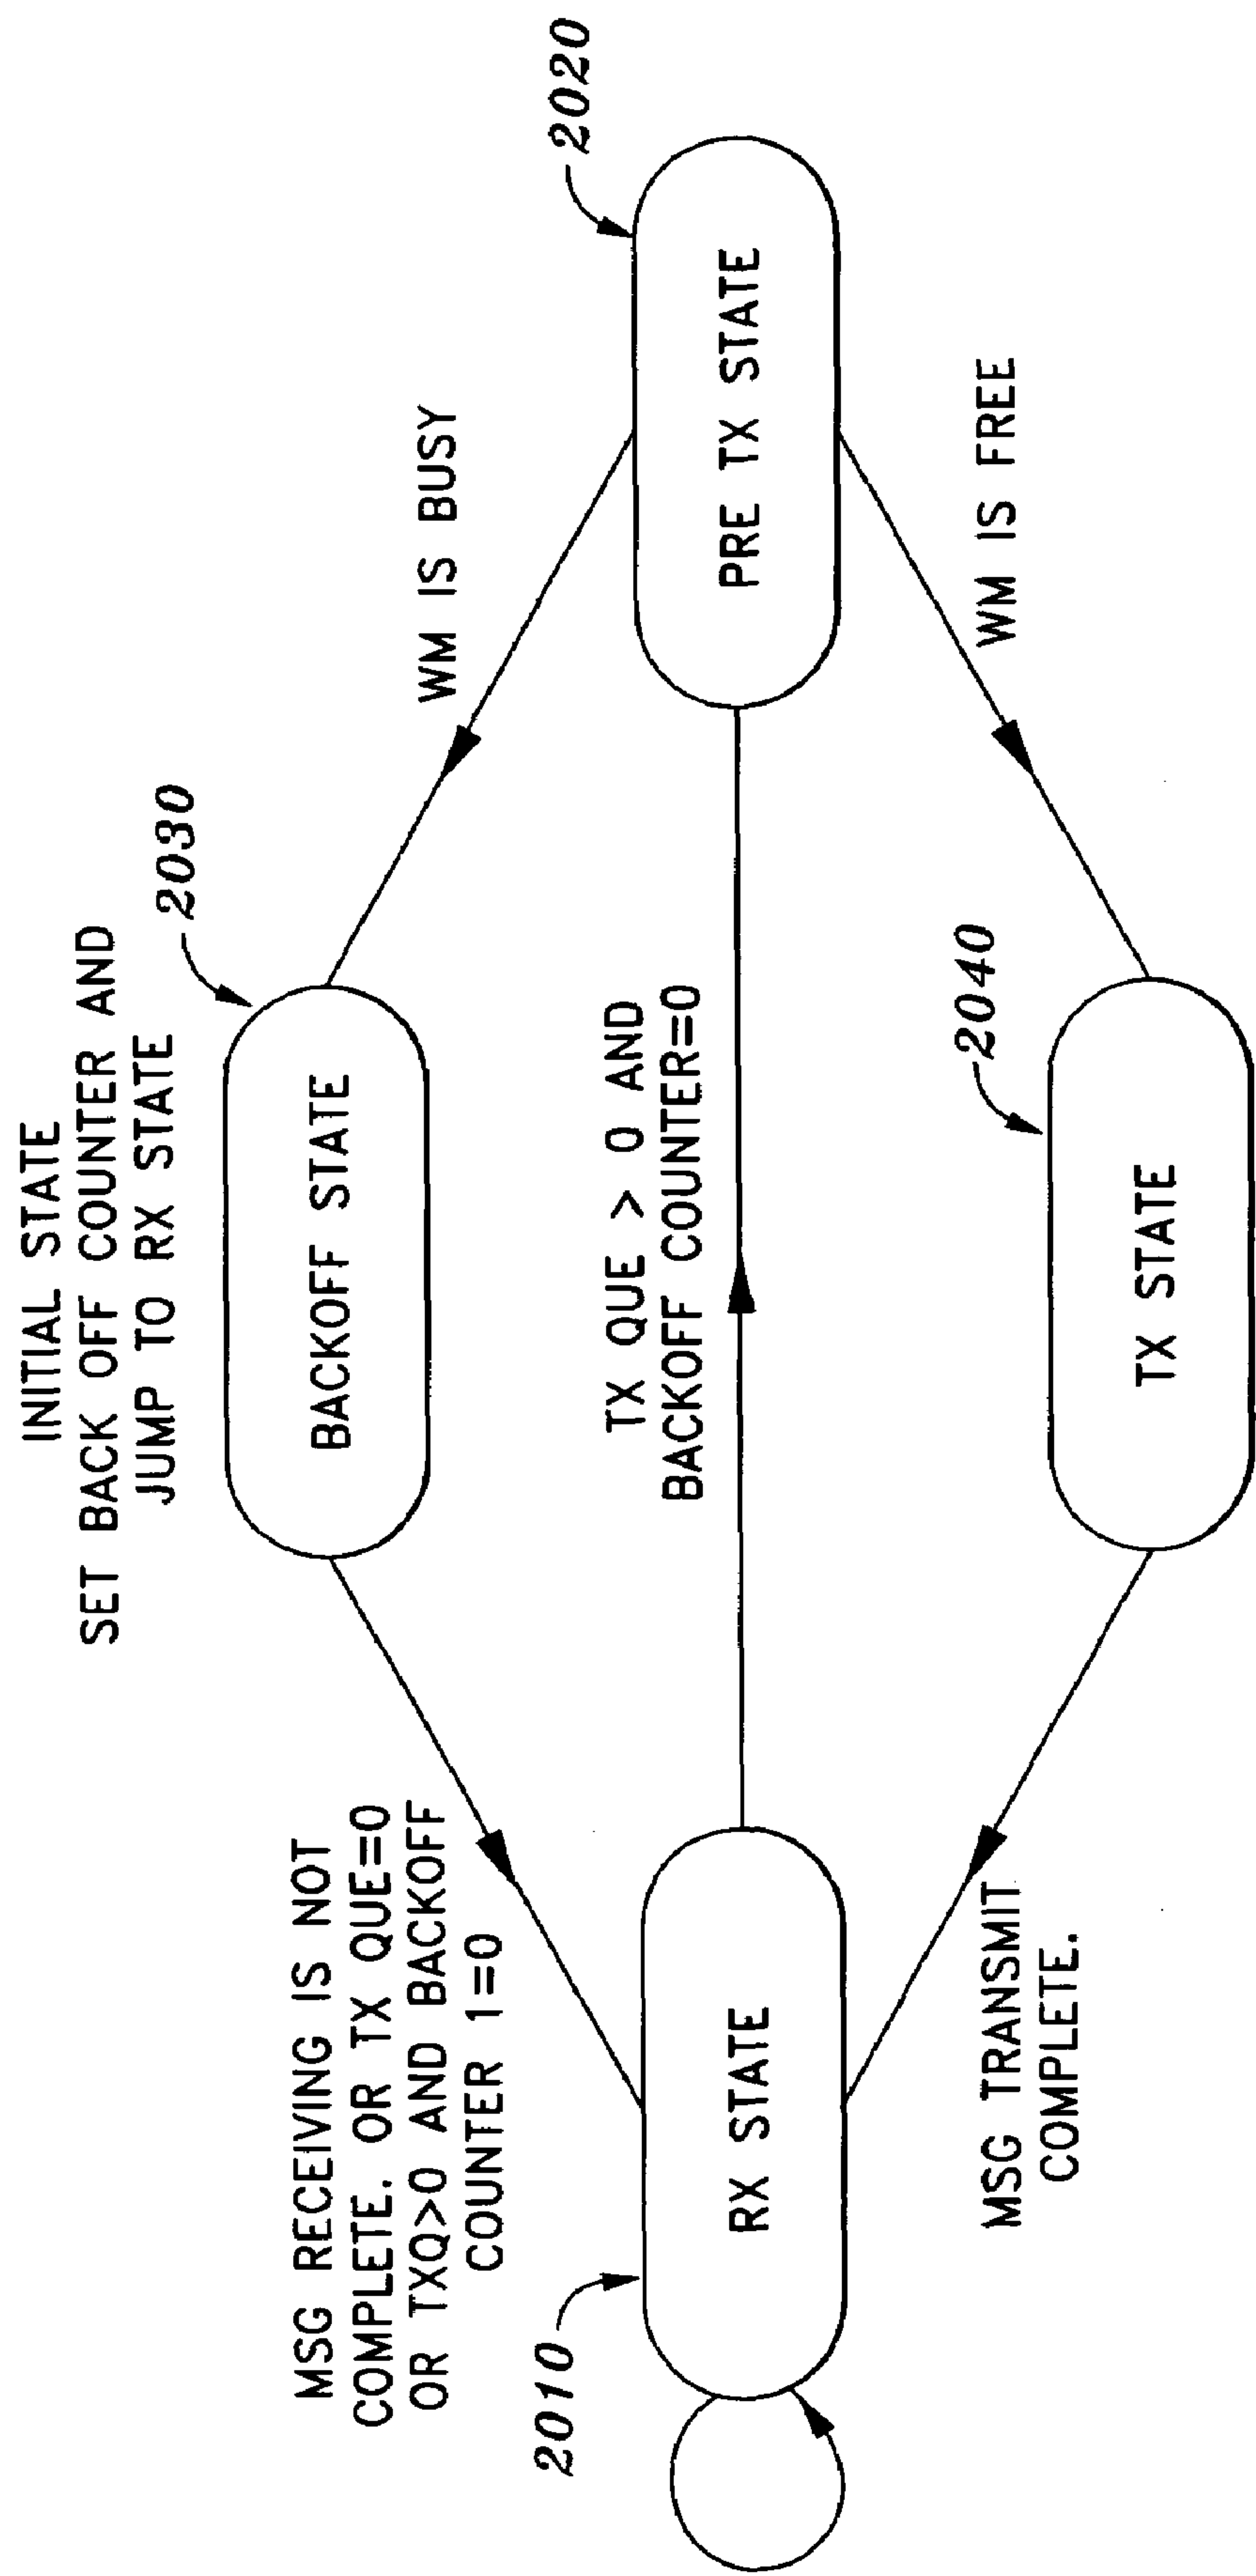 INITIAL STATE
SET BACK OFF COUNTER AND
JUMP TO RX STATE
2030
BACKOFF STATE
MSG RECEIVING IS NOT
COMPLETE. OR TX QUE=0
OR TXQ>0 AND BACKOFF
COUNTER 1=0
WM IS BUSY
2010
RX STATE
TX QUE > 0 AND
BACKOFF COUNTER=0
2020
PRE TX STATE
MSG TRANSMIT
COMPLETE.
2040
TX STATE
WM IS FREE